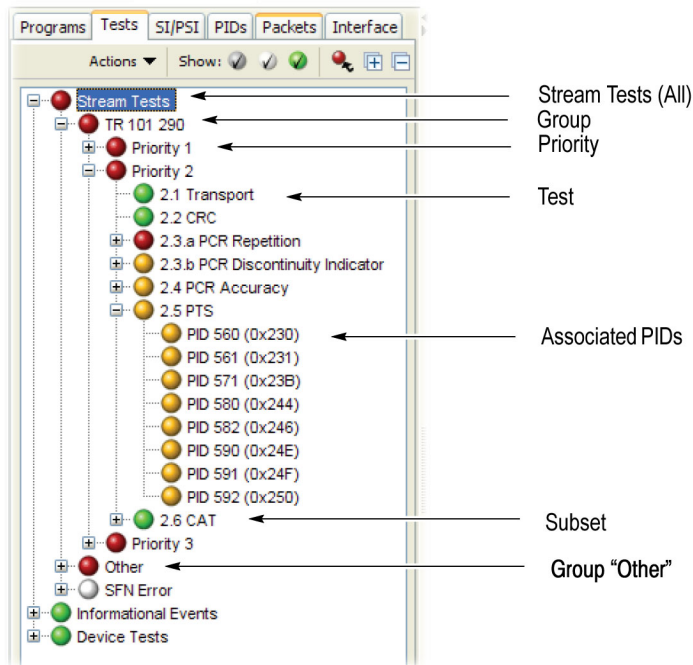 Programs Tests SI/PSI PIDs Packets Interface
Actions Show:
Stream Tests
Stream Tests (All)
TR 101 290
Group
Priority 1
Priority
Priority 2
2.1 Transport
Test
2.2 CRC
2.3.a PCR Repetition
2.3.b PCR Discontinuity Indicator
2.4 PCR Accuracy
2.5 PTS
PID 560 (0x230)
Associated PIDs
PID 561 (0x231)
PID 571 (0x23B)
PID 580 (0x244)
PID 582 (0x246)
PID 590 (0x24E)
PID 591 (0x24F)
PID 592 (0x250)
2.6 CAT
Subset
Priority 3
Other
Group “Other”
SFN Error
Informational Events
Device Tests